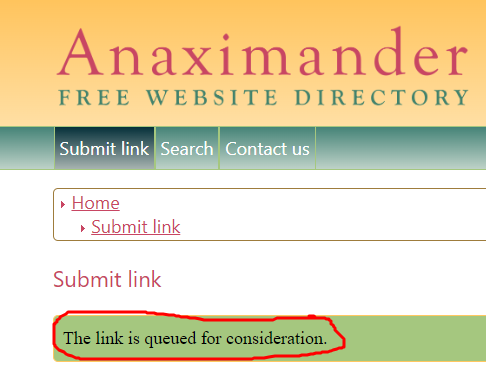 Anaximander
FREE WEBSITE DIRECTORY
Submit link Search Contact us
Home
Submit link
Submit link
The link is queued for consideration.